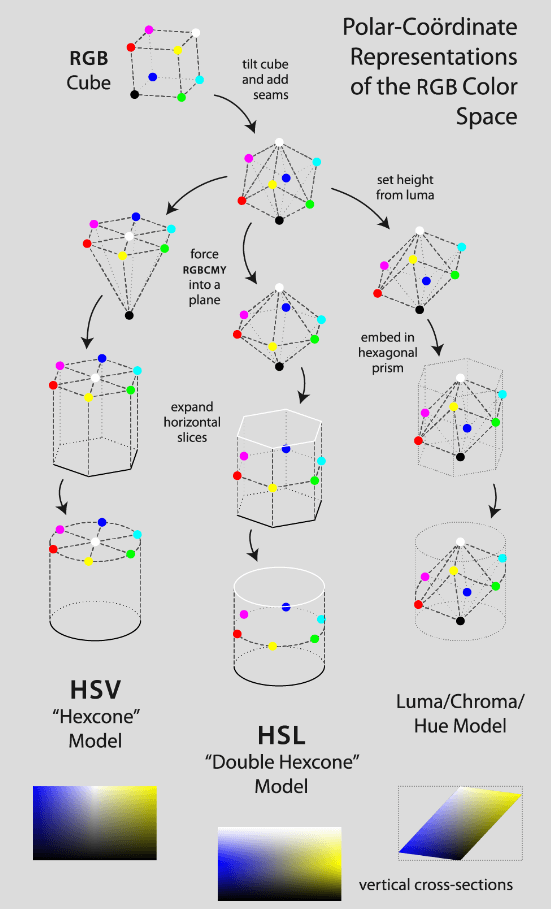 Polar-Coördinate
Representations
of the RGB Color
Space
RGB
Cube
tilt cube
and add
seams
set height
from luma
force
RGBCMY
into a
plane
embed in
hexagonal
prism
expand
horizontal
slices
HSV
“Hexcone”
Model
HSL
“Double Hexcone”
Model
Luma/Chroma/
Hue Model
vertical cross-sections